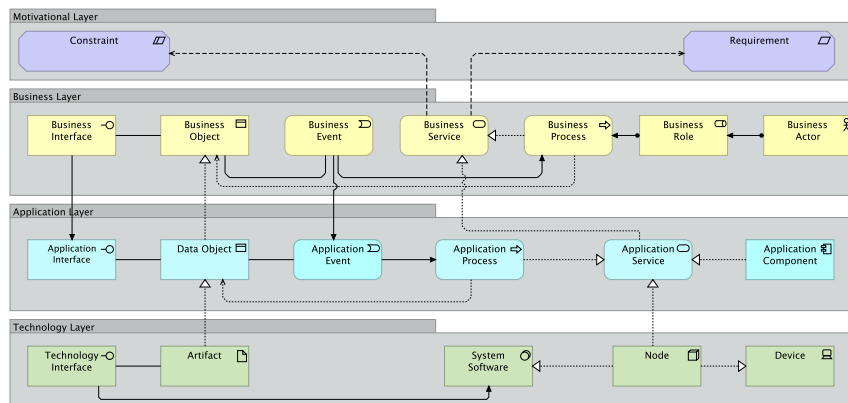 Motivational Layer
Constraint
Requirement
Business Layer
Business
Interface
Business
Object
Business
Event
Business
Service
Business
Process
Business
Role
Business
Actor
Application Layer
Application
Interface
Data Object
Application
Event
Application
Process
Application
Service
Application
Component
Technology Layer
Technology
Interface
Artifact
System
Software
Node
Device